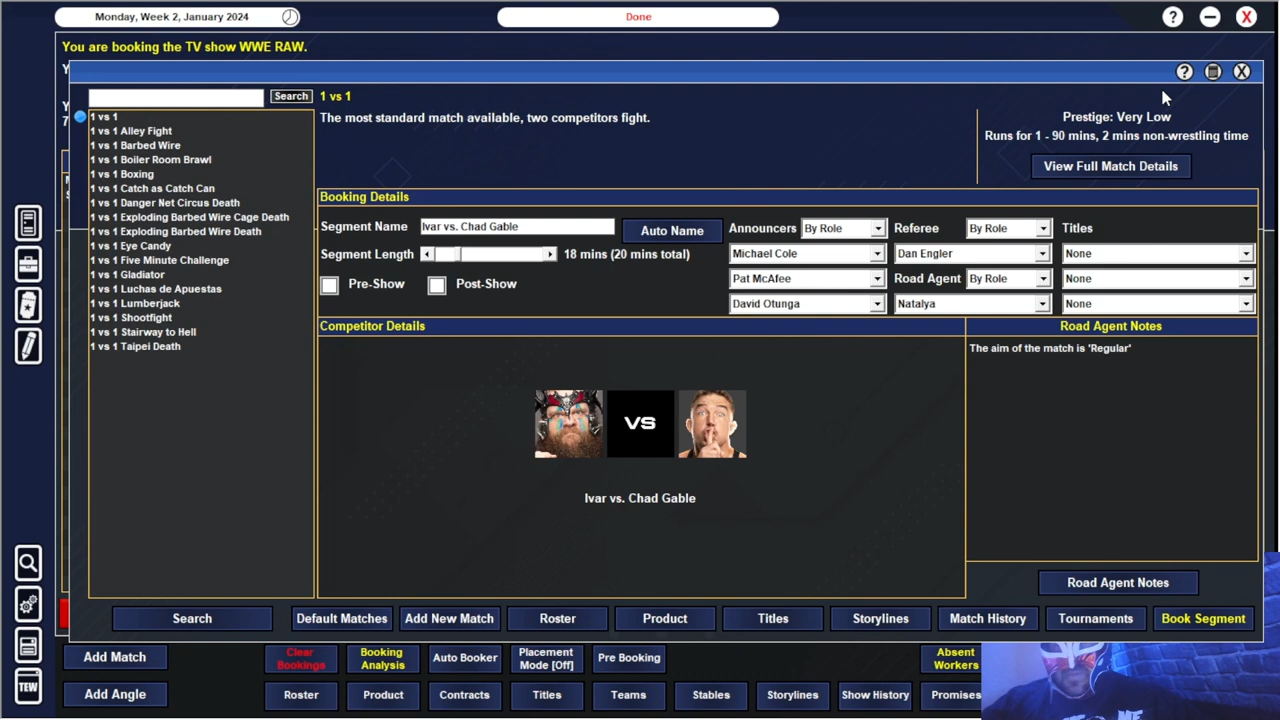 Monday, Week 2, January 2024
Done
? — X
You are booking the TV show WWE RAW.
Y
? X
Search
1 vs 1
Y
7
1 vs 1
1 vs 1 Alley Fight
1 vs 1 Barbed Wire
1 vs 1 Boiler Room Brawl
1 vs 1 Boxing
1 vs 1 Catch as Catch Can
1 vs 1 Danger Net Circus Death
1 vs 1 Exploding Barbed Wire Cage Death
1 vs 1 Exploding Barbed Wire Death
1 vs 1 Eye Candy
1 vs 1 Five Minute Challenge
1 vs 1 Gladiator
1 vs 1 Luchas de Apuestas
1 vs 1 Lumberjack
1 vs 1 Shootfight
1 vs 1 Stairway to Hell
1 vs 1 Taipei Death
The most standard match available, two competitors fight.
Prestige: Very Low
Runs for 1 - 90 mins, 2 mins non-wrestling time
View Full Match Details
Booking Details
Segment Name Ivar vs. Chad Gable Auto Name
Segment Length 18 mins (20 mins total)
Pre-Show Post-Show
Announcers By Role
Michael Cole
Pat McAfee
David Otunga
Referee By Role
Dan Engler
Road Agent By Role
Natalya
Titles
None
None
None
Competitor Details
VS
Ivar vs. Chad Gable
Road Agent Notes
The aim of the match is 'Regular'
Road Agent Notes
Search Default Matches Add New Match Roster Product Titles Storylines Match History Tournaments Book Segment
Add Match Clear Bookings Booking Analysis Auto Booker Placement Mode [Off] Pre Booking Absent Workers
Add Angle Roster Product Contracts Titles Teams Stables Storylines Show History Promises
TEW